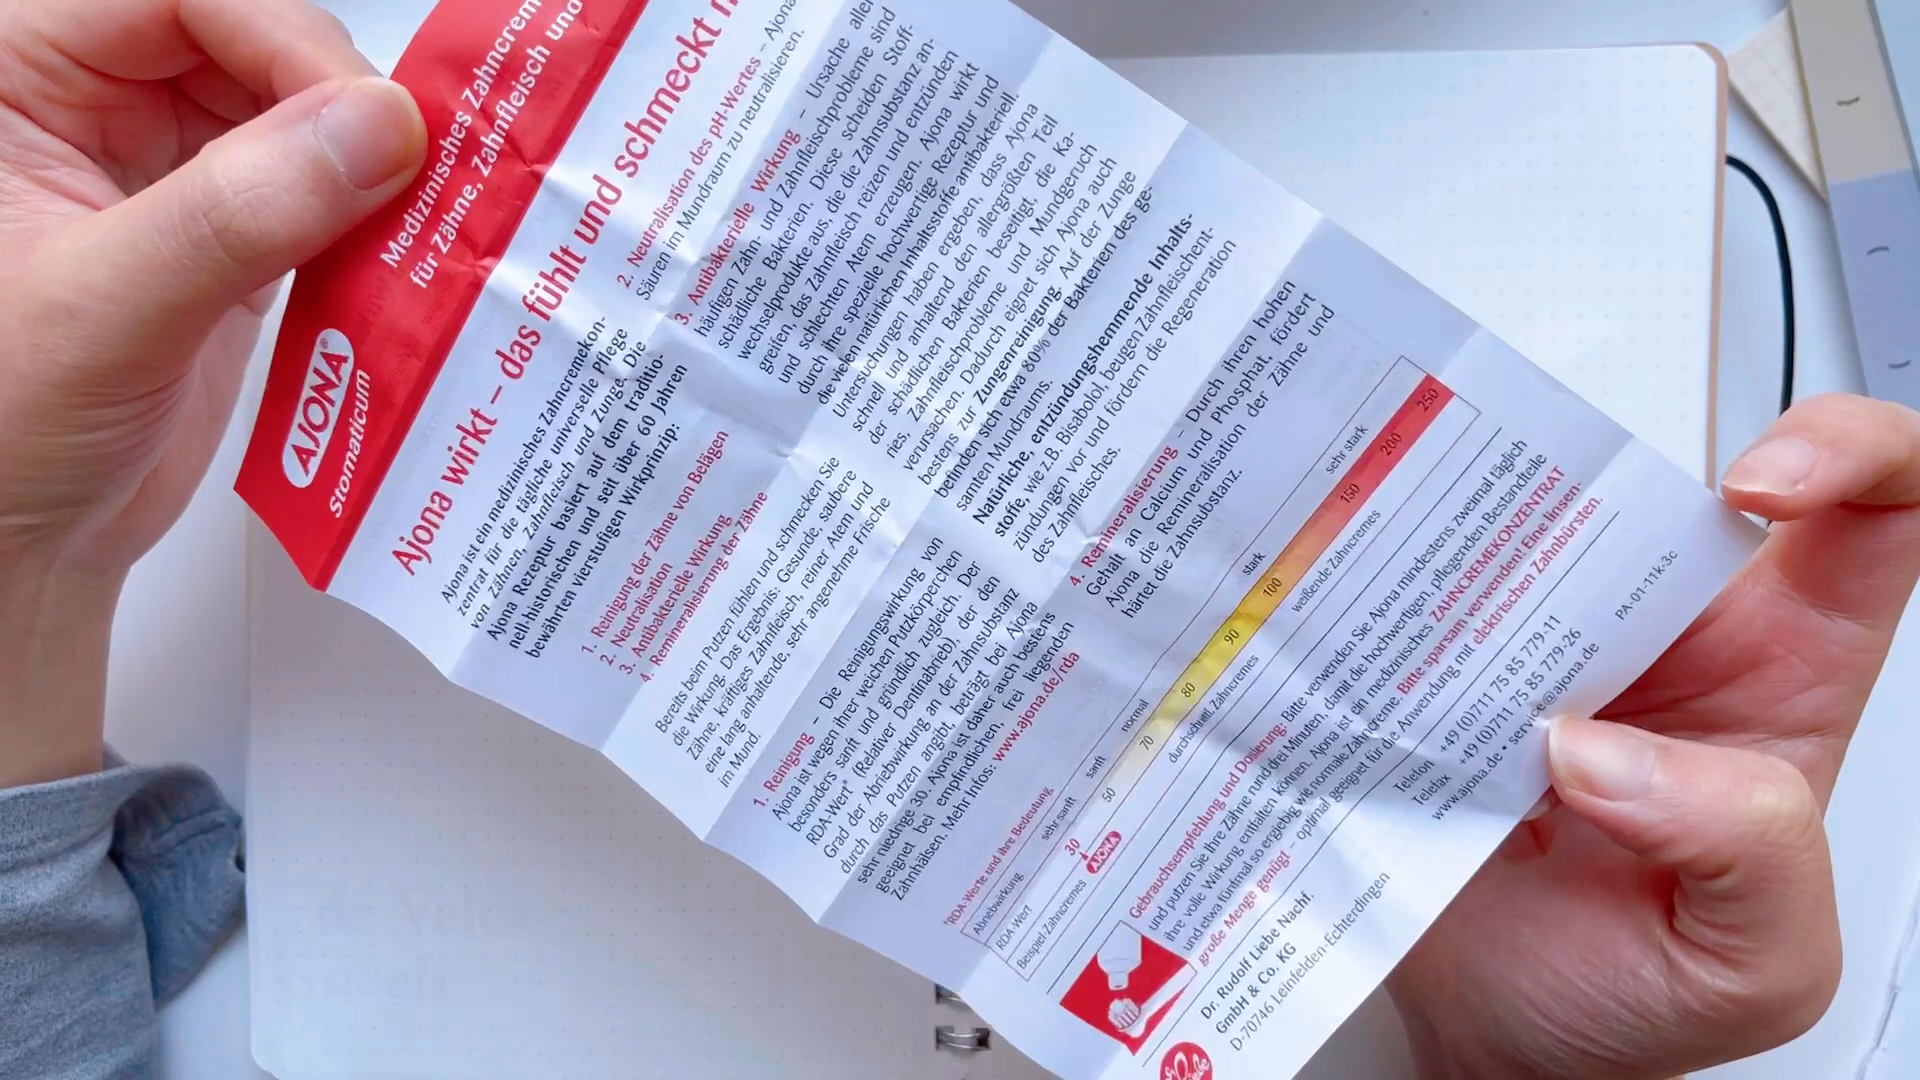 AJONA®
Stomaticum
Medizinisches Zahncrem
für Zähne, Zahnfleisch und
Ajona wirkt – das fühlt und schmeckt
Ajona ist ein medizinisches Zahncremekon-
zentrat für die tägliche universelle Pflege
von Zähnen, Zahnfleisch und Zunge. Die
Ajona Rezeptur basiert auf dem traditio-
nell-historischen und seit über 60 Jahren
bewährten vierstufigen Wirkprinzip:
1. Reinigung der Zähne von Belägen
2. Neutralisation
3. Antibakterielle Wirkung
4. Remineralisierung der Zähne
Bereits beim Putzen fühlen und schmecken Sie
die Wirkung. Das Ergebnis: Gesunde, saubere
Zähne, kräftiges Zahnfleisch, reiner Atem und
eine lang anhaltende, sehr angenehme Frische
im Mund.
1. Reinigung – Die Reinigungswirkung von
Ajona ist wegen ihrer weichen Putzkörperchen
besonders sanft und gründlich zugleich. Der
RDA-Wert* (Relativer Dentinabrieb), der den
Grad der Abriebwirkung an der Zahnsubstanz
durch das Putzen angibt, beträgt bei Ajona
sehr niedrige 30. Ajona ist daher auch bestens
geeignet bei empfindlichen, frei liegenden
Zahnhälsen. Mehr Infos: www.ajona.de/rda
2. Neutralisation des pH-Wertes – Ajona
Säuren im Mundraum zu neutralisieren.
3. Antibakterielle Wirkung – Ursache aller
häufigen Zahn- und Zahnfleischprobleme sind
schädliche Bakterien. Diese scheiden Stoff-
wechselprodukte aus, die die Zahnsubstanz an-
greifen, das Zahnfleisch reizen und entzünden
und schlechten Atem erzeugen. Ajona wirkt
durch ihre spezielle hochwertige Rezeptur und
die vielen natürlichen Inhaltsstoffe antibakteriell.
Untersuchungen haben ergeben, dass Ajona
schnell und anhaltend den allergrößten Teil
der schädlichen Bakterien beseitigt, die Ka-
ries, Zahnfleischprobleme und Mundgeruch
verursachen. Dadurch eignet sich Ajona auch
bestens zur Zungenreinigung. Auf der Zunge
befinden sich etwa 80% der Bakterien des ge-
samten Mundraums.
Natürliche, entzündungshemmende Inhalts-
stoffe, wie z.B. Bisabolol, beugen Zahnfleischent-
zündungen vor und fördern die Regeneration
des Zahnfleisches.
4. Remineralisierung – Durch ihren hohen
Gehalt an Calcium und Phosphat, fördert
Ajona die Remineralisation der Zähne und
härtet die Zahnsubstanz.
*RDA-Werte und ihre Bedeutung
Abriebwirkung sehr sanft sanft normal stark sehr stark
RDA-Wert 30 50 70 80 90 100 150 200 250
Beispiel-Zahncremes AJONA durchschnittl. Zahncremes weißende Zahncremes
Gebrauchsempfehlung und Dosierung: Bitte verwenden Sie Ajona mindestens zweimal täglich
und putzen Sie Ihre Zähne rund drei Minuten, damit die hochwertigen, pflegenden Bestandteile
ihre volle Wirkung entfalten können. Ajona ist ein medizinisches ZAHNCREMEKONZENTRAT
und etwa fünfmal so ergiebig wie normale Zahncreme. Bitte sparsam verwenden! Eine linsen-
große Menge genügt – optimal geeignet für die Anwendung mit elektrischen Zahnbürsten.
Dr. Rudolf Liebe Nachf.
GmbH & Co. KG
D-70746 Leinfelden-Echterdingen
Telefon +49 (0)711 75 85 779-11
Telefax +49 (0)711 75 85 779-26
www.ajona.de • service@ajona.de
PA-01-11k-3c